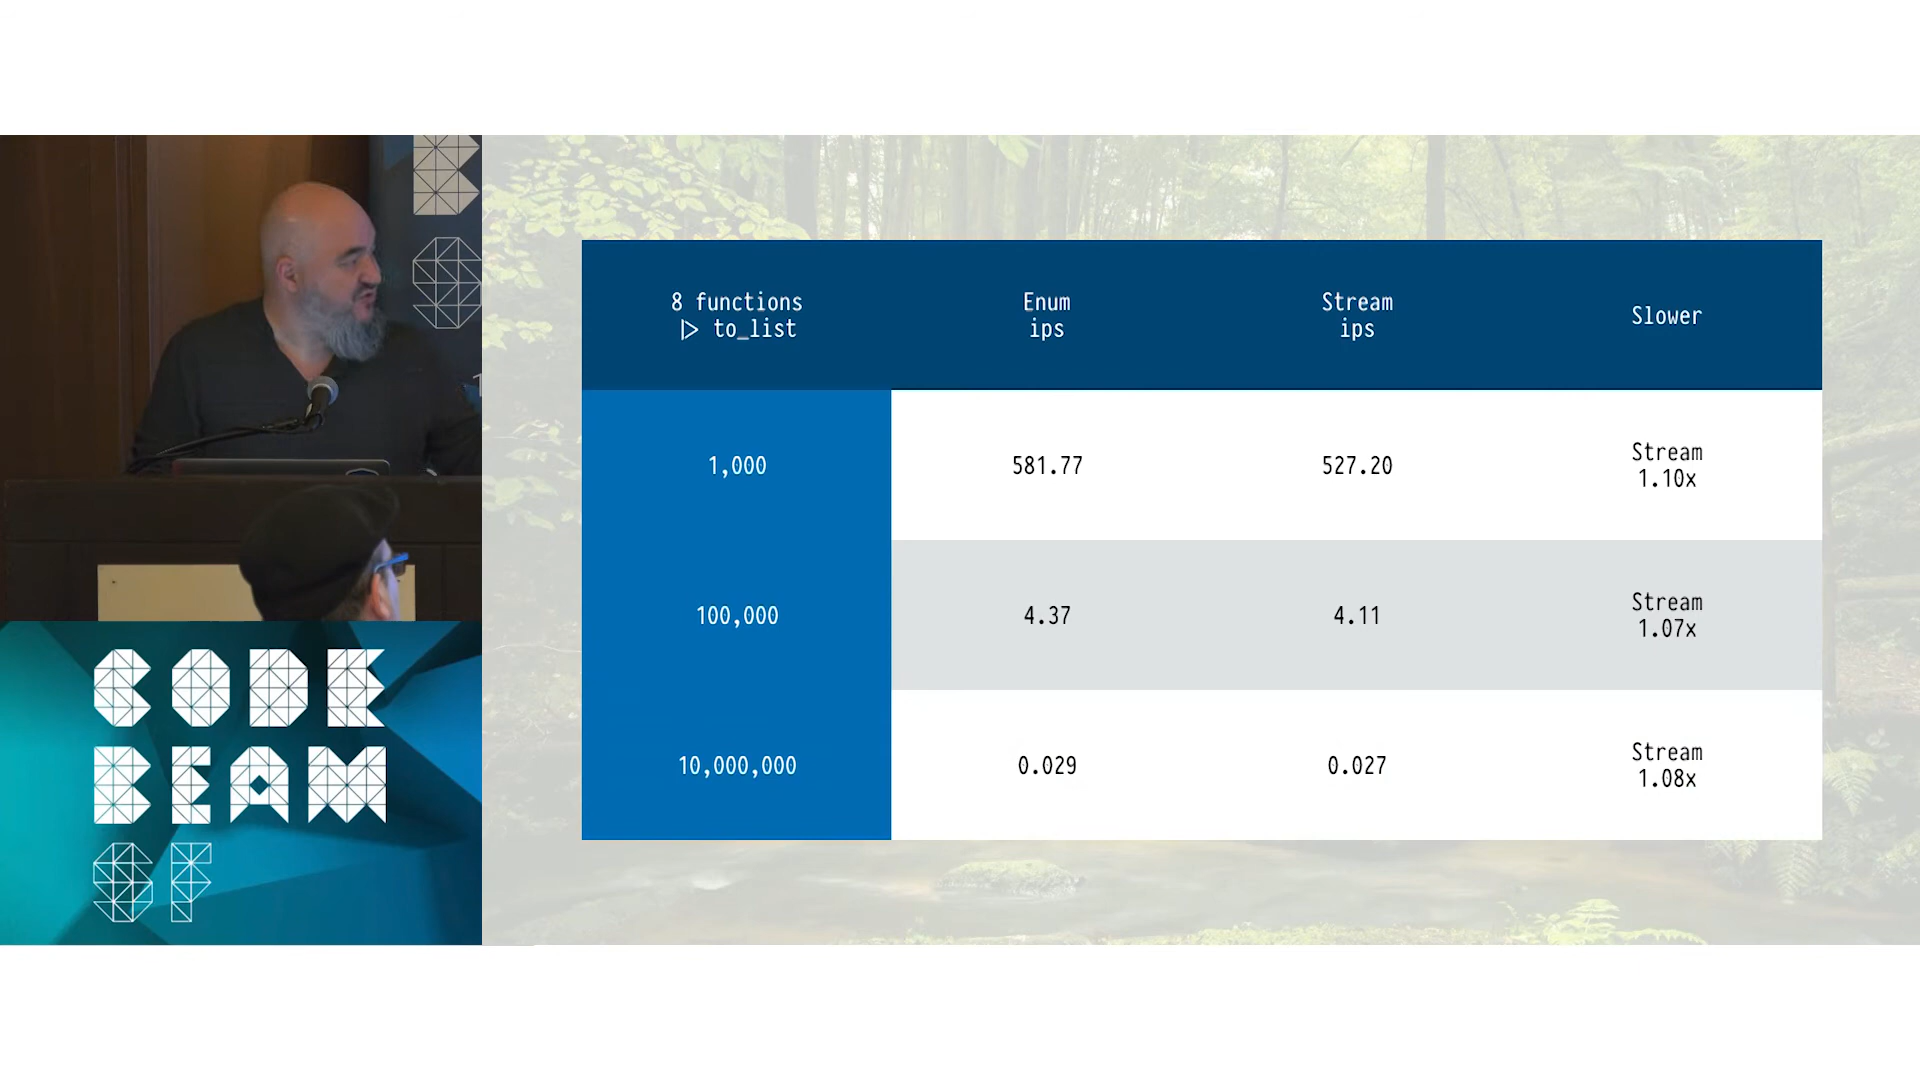 8 functions
|> to_list
Enum
ips
Stream
ips
Slower
1,000
581.77
527.20
Stream
1.10x
100,000
4.37
4.11
Stream
1.07x
10,000,000
0.029
0.027
Stream
1.08x
CODE
BEAM
SF